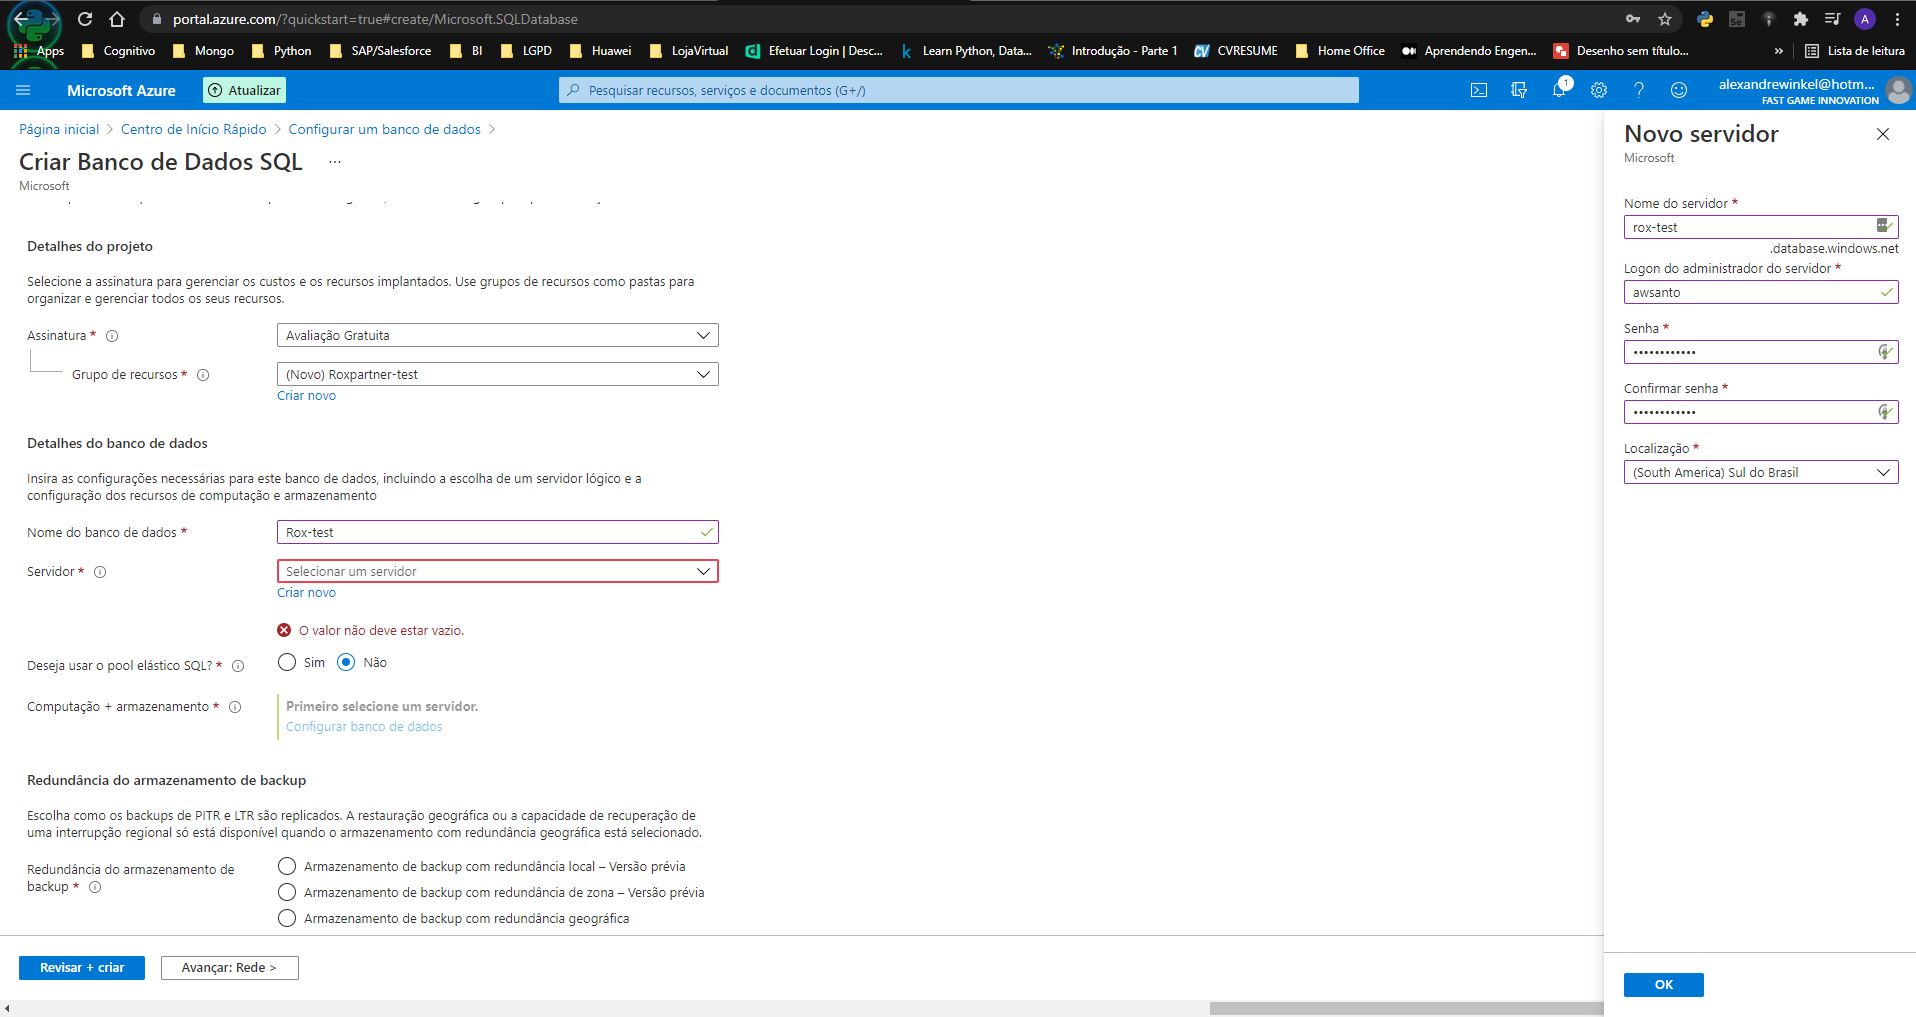 portal.azure.com/?quickstart=true#create/Microsoft.SQLDatabase
A
Apps
Cognitivo
Mongo
Python
SAP/Salesforce
BI
LGPD
Huawei
LojaVirtual
Efetuar Login | Desc...
Learn Python, Data...
Introdução - Parte 1
CVRESUME
Home Office
Aprendendo Engen...
Desenho sem título...
»
Lista de leitura
Microsoft Azure
Atualizar
Pesquisar recursos, serviços e documentos (G+/)
1
alexandrewinkel@hotm...
FAST GAME INNOVATION
Página inicial > Centro de Início Rápido > Configurar um banco de dados >
Criar Banco de Dados SQL ...
Microsoft
Detalhes do projeto
Selecione a assinatura para gerenciar os custos e os recursos implantados. Use grupos de recursos como pastas para
organizar e gerenciar todos os seus recursos.
Assinatura *
Avaliação Gratuita
Grupo de recursos *
(Novo) Roxpartner-test
Criar novo
Detalhes do banco de dados
Insira as configurações necessárias para este banco de dados, incluindo a escolha de um servidor lógico e a
configuração dos recursos de computação e armazenamento
Nome do banco de dados *
Rox-test
Servidor *
Selecionar um servidor
Criar novo
O valor não deve estar vazio.
Deseja usar o pool elástico SQL? *
Sim
Não
Computação + armazenamento *
Primeiro selecione um servidor.
Configurar banco de dados
Redundância do armazenamento de backup
Escolha como os backups de PITR e LTR são replicados. A restauração geográfica ou a capacidade de recuperação de
uma interrupção regional só está disponível quando o armazenamento com redundância geográfica está selecionado.
Redundância do armazenamento de
backup *
Armazenamento de backup com redundância local – Versão prévia
Armazenamento de backup com redundância de zona – Versão prévia
Armazenamento de backup com redundância geográfica
Revisar + criar
Avançar: Rede >
Novo servidor
Microsoft
Nome do servidor *
rox-test
.database.windows.net
Logon do administrador do servidor *
awsanto
Senha *
••••••••••••
Confirmar senha *
••••••••••••
Localização *
(South America) Sul do Brasil
OK